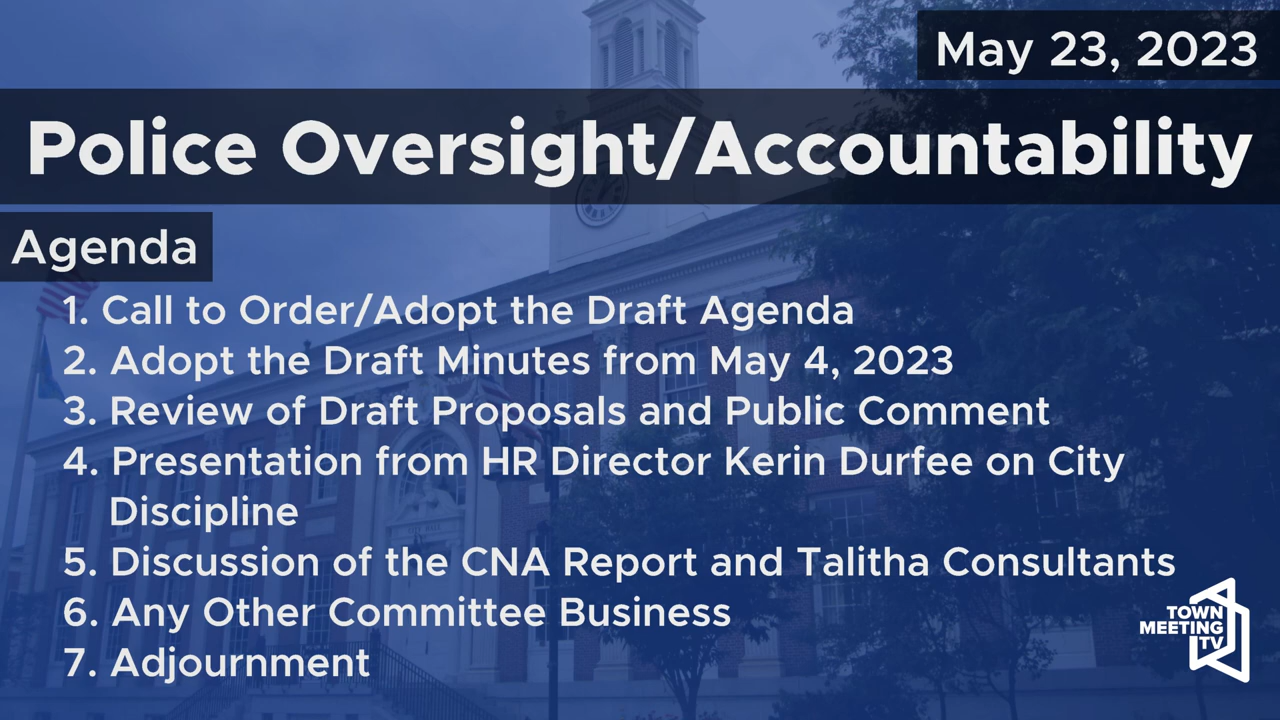 May 23, 2023
Police Oversight/Accountability
Agenda
1. Call to Order/Adopt the Draft Agenda
2. Adopt the Draft Minutes from May 4, 2023
3. Review of Draft Proposals and Public Comment
4. Presentation from HR Director Kerin Durfee on City
Discipline
5. Discussion of the CNA Report and Talitha Consultants
6. Any Other Committee Business
7. Adjournment
TOWN
MEETING
TV
CITY HALL